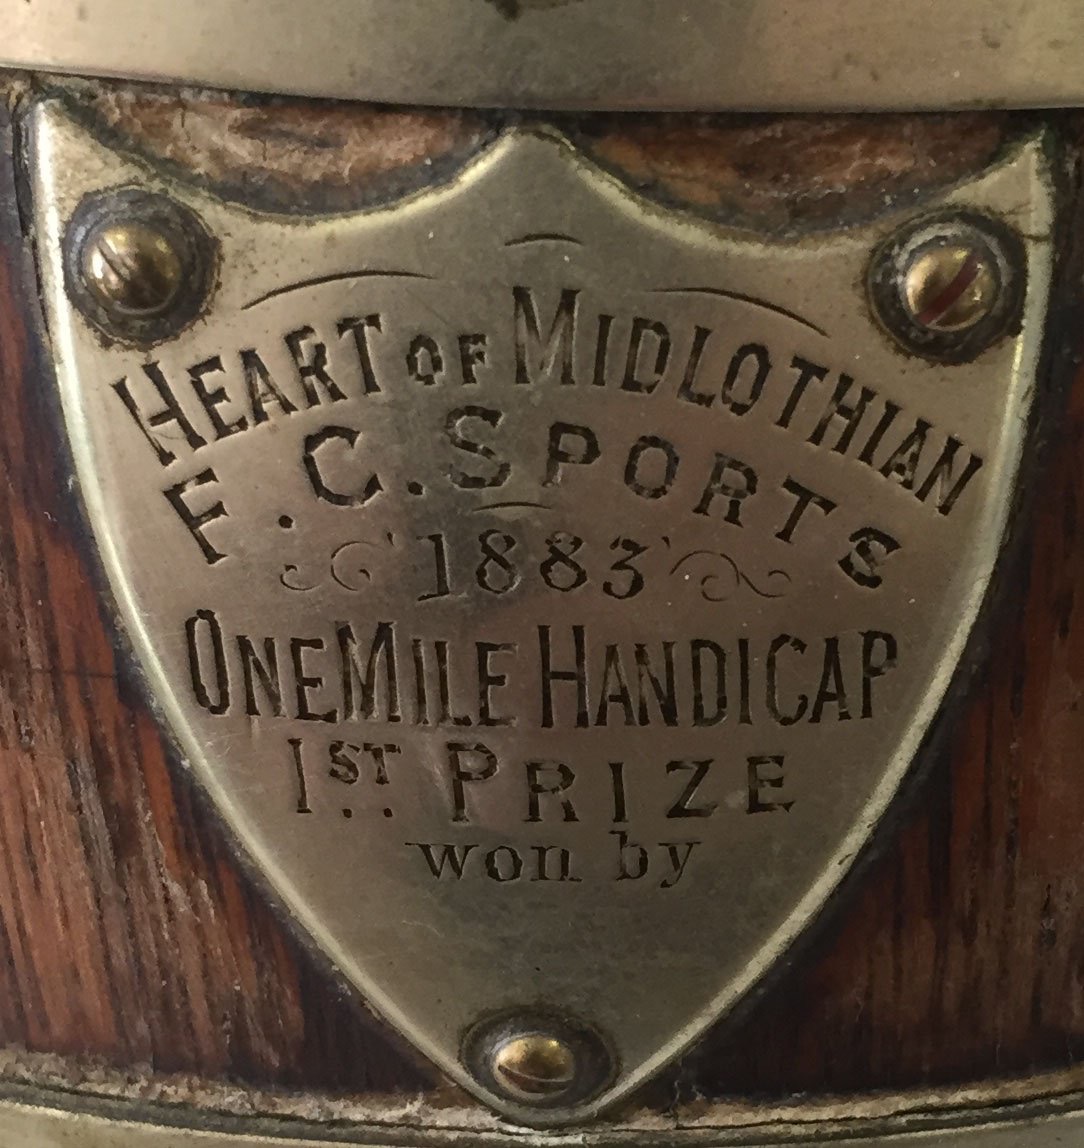 HEART OF MIDLOTHIAN
F.C. SPORTS
'1883'
ONE MILE HANDICAP
1ST PRIZE
won by